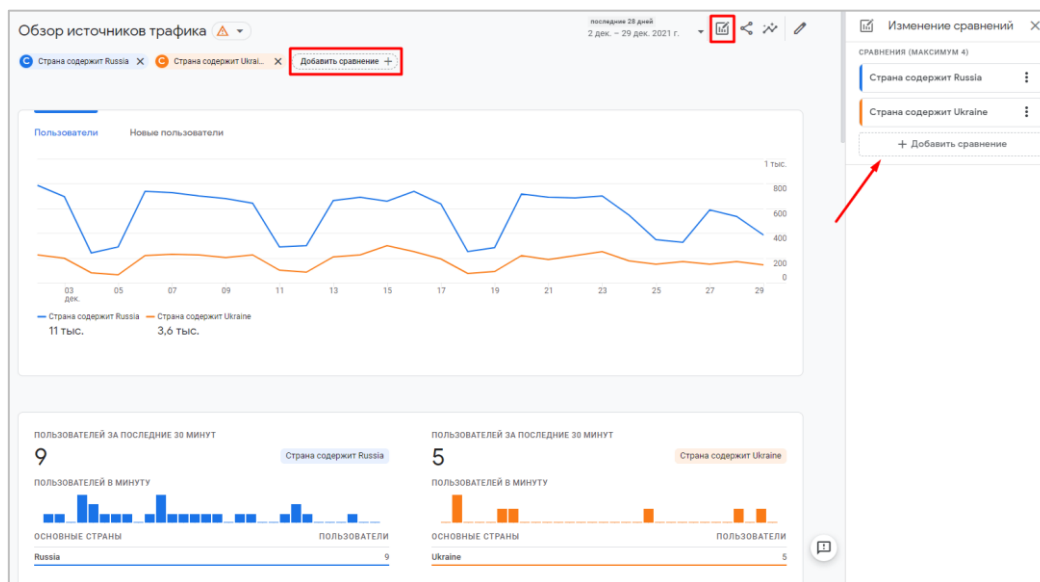 Обзор источников трафика
последние 28 дней
2 дек. – 29 дек. 2021 г.
C Страна содержит Russia
C Страна содержит Ukrai...
Добавить сравнение +
Пользователи
Новые пользователи
1 тыс.
800
600
400
200
0
03 05 07 09 11 13 15 17 19 21 23 25 27 29
дек.
Страна содержит Russia Страна содержит Ukraine
11 тыс. 3,6 тыс.
ПОЛЬЗОВАТЕЛЕЙ ЗА ПОСЛЕДНИЕ 30 МИНУТ
9
Страна содержит Russia
ПОЛЬЗОВАТЕЛЕЙ В МИНУТУ
ОСНОВНЫЕ СТРАНЫ ПОЛЬЗОВАТЕЛИ
Russia 9
ПОЛЬЗОВАТЕЛЕЙ ЗА ПОСЛЕДНИЕ 30 МИНУТ
5
Страна содержит Ukraine
ПОЛЬЗОВАТЕЛЕЙ В МИНУТУ
ОСНОВНЫЕ СТРАНЫ ПОЛЬЗОВАТЕЛИ
Ukraine 5
Изменение сравнений
СРАВНЕНИЯ (МАКСИМУМ 4)
Страна содержит Russia
Страна содержит Ukraine
+ Добавить сравнение